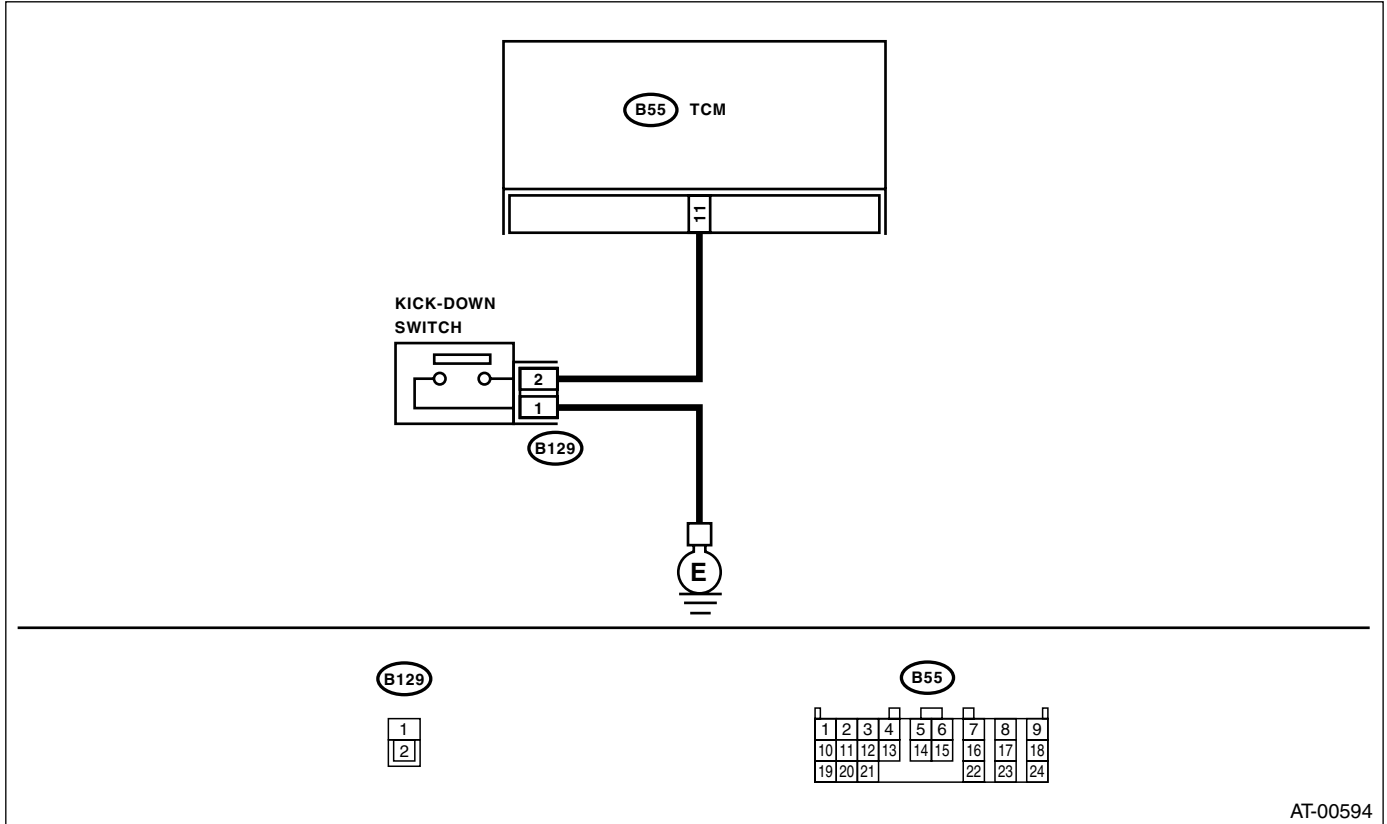 B55 TCM
11
KICK-DOWN
SWITCH
2
1
B129
E
B129
1
2
B55
1 2 3 4 5 6 7 8 9
10 11 12 13 14 15 16 17 18
19 20 21 22 23 24
AT-00594